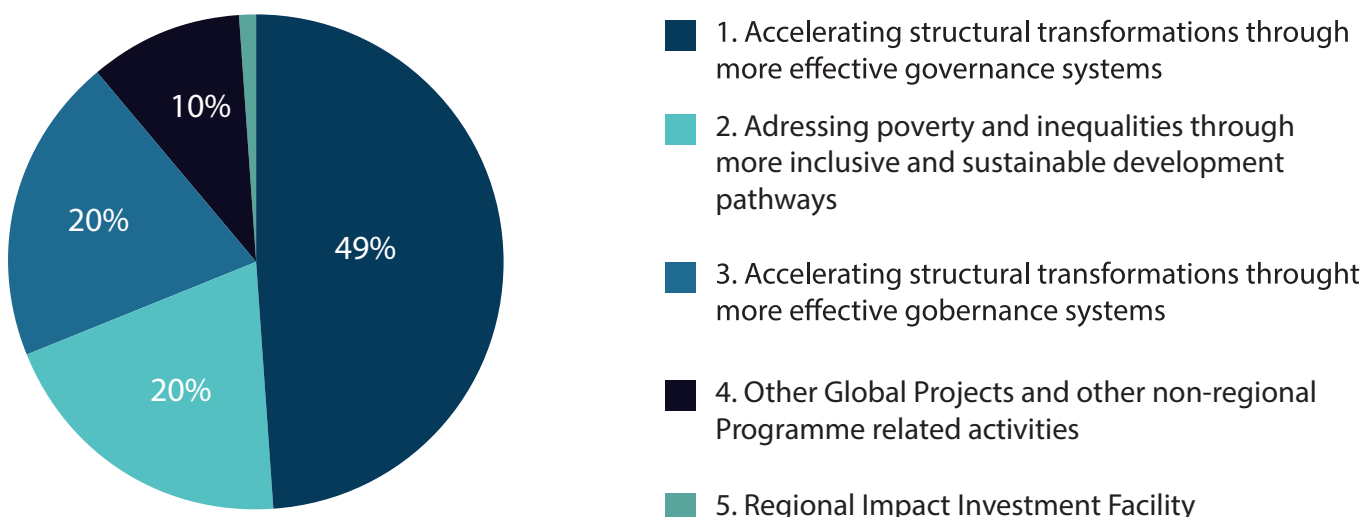 49%
20%
20%
10%
1. Accelerating structural transformations through
more effective governance systems
2. Adressing poverty and inequalities through
more inclusive and sustainable development
pathways
3. Accelerating structural transformations throught
more effective gobernance systems
4. Other Global Projects and other non-regional
Programme related activities
5. Regional Impact Investment Facility